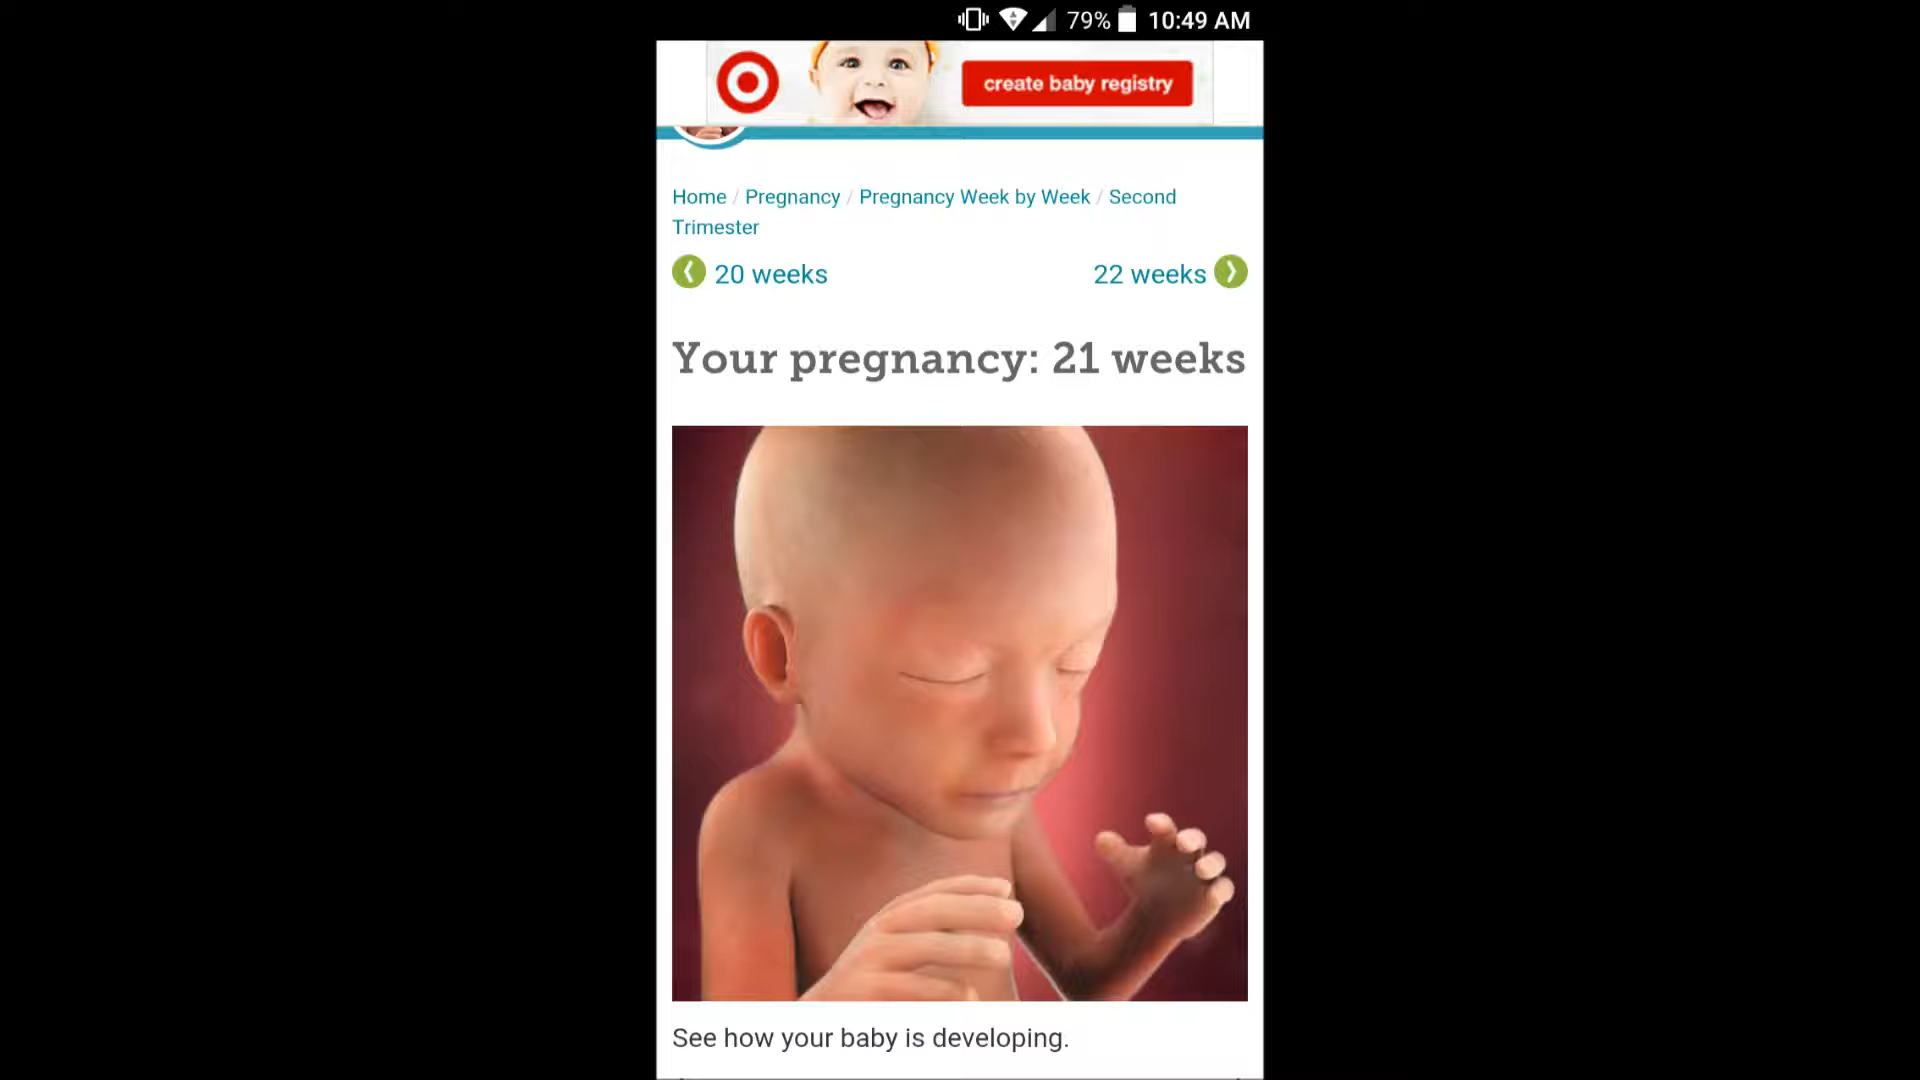 79% 10:49 AM
create baby registry
Home / Pregnancy / Pregnancy Week by Week / Second
Trimester
20 weeks
22 weeks
Your pregnancy: 21 weeks
See how your baby is developing.